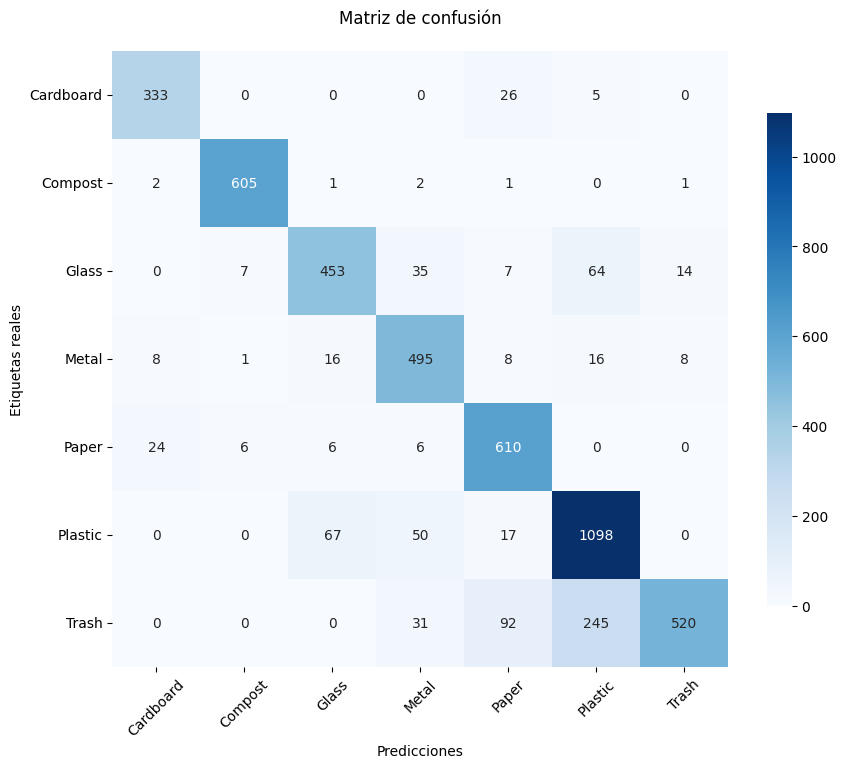 Matriz de confusión
Etiquetas reales
Cardboard 333 0 0 0 26 5 0
Compost 2 605 1 2 1 0 1
Glass 0 7 453 35 7 64 14
Metal 8 1 16 495 8 16 8
Paper 24 6 6 6 610 0 0
Plastic 0 0 67 50 17 1098 0
Trash 0 0 0 31 92 245 520
Cardboard Compost Glass Metal Paper Plastic Trash
Predicciones
1000
800
600
400
200
0